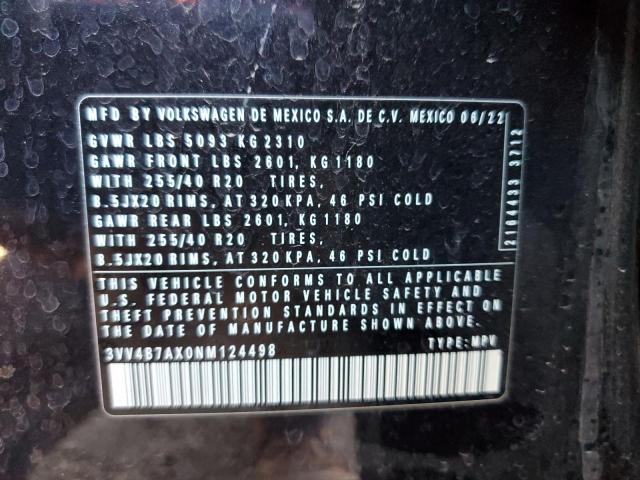 MFD BY VOLKSWAGEN DE MEXICO S.A. DE C.V. MEXICO 06/22
GVWR LBS 5093 KG 2310
GAWR FRONT LBS 2601, KG 1180
WITH 255/40 R20 TIRES,
8.5JX20 RIMS, AT 320 KPA, 46 PSI COLD
GAWR REAR LBS 2601, KG 1180
WITH 255/40 R20 TIRES,
8.5JX20 RIMS, AT 320 KPA, 46 PSI COLD
2104433 3712
THIS VEHICLE CONFORMS TO ALL APPLICABLE
U.S. FEDERAL MOTOR VEHICLE SAFETY AND
THEFT PREVENTION STANDARDS IN EFFECT ON
THE DATE OF MANUFACTURE SHOWN ABOVE.
3VV4B7AX0NM124498 TYPE: MPV